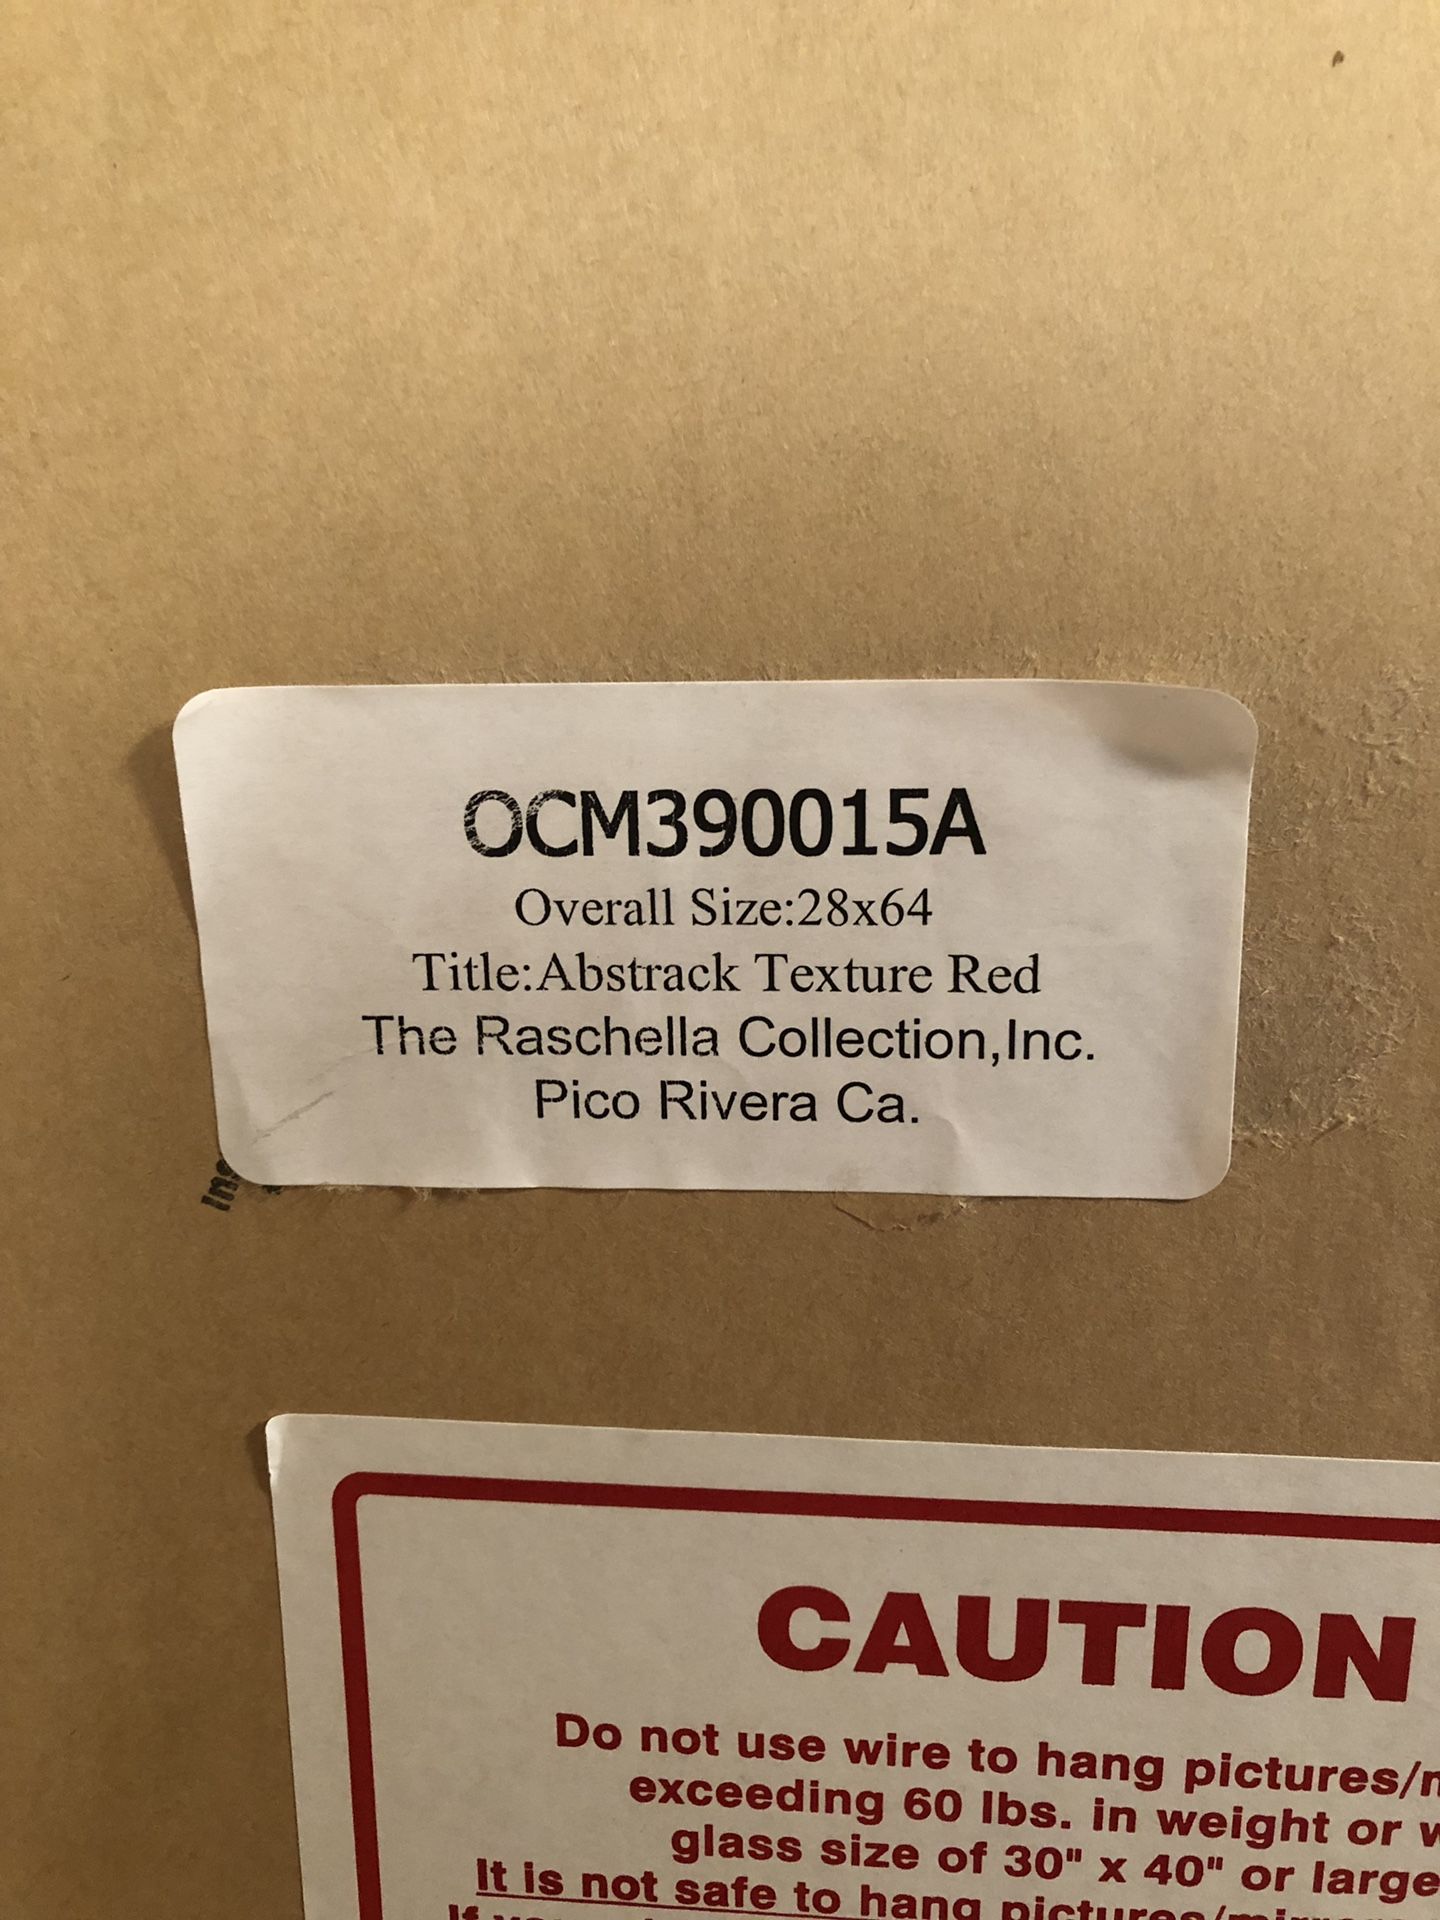 OCM390015A
Overall Size:28x64
Title:Abstrack Texture Red
The Raschella Collection,Inc.
Pico Rivera Ca.
CAUTION
Do not use wire to hang pictures/
exceeding 60 lbs. in weight or
glass size of 30" x 40" or large
It is not safe to hang pictures/
If